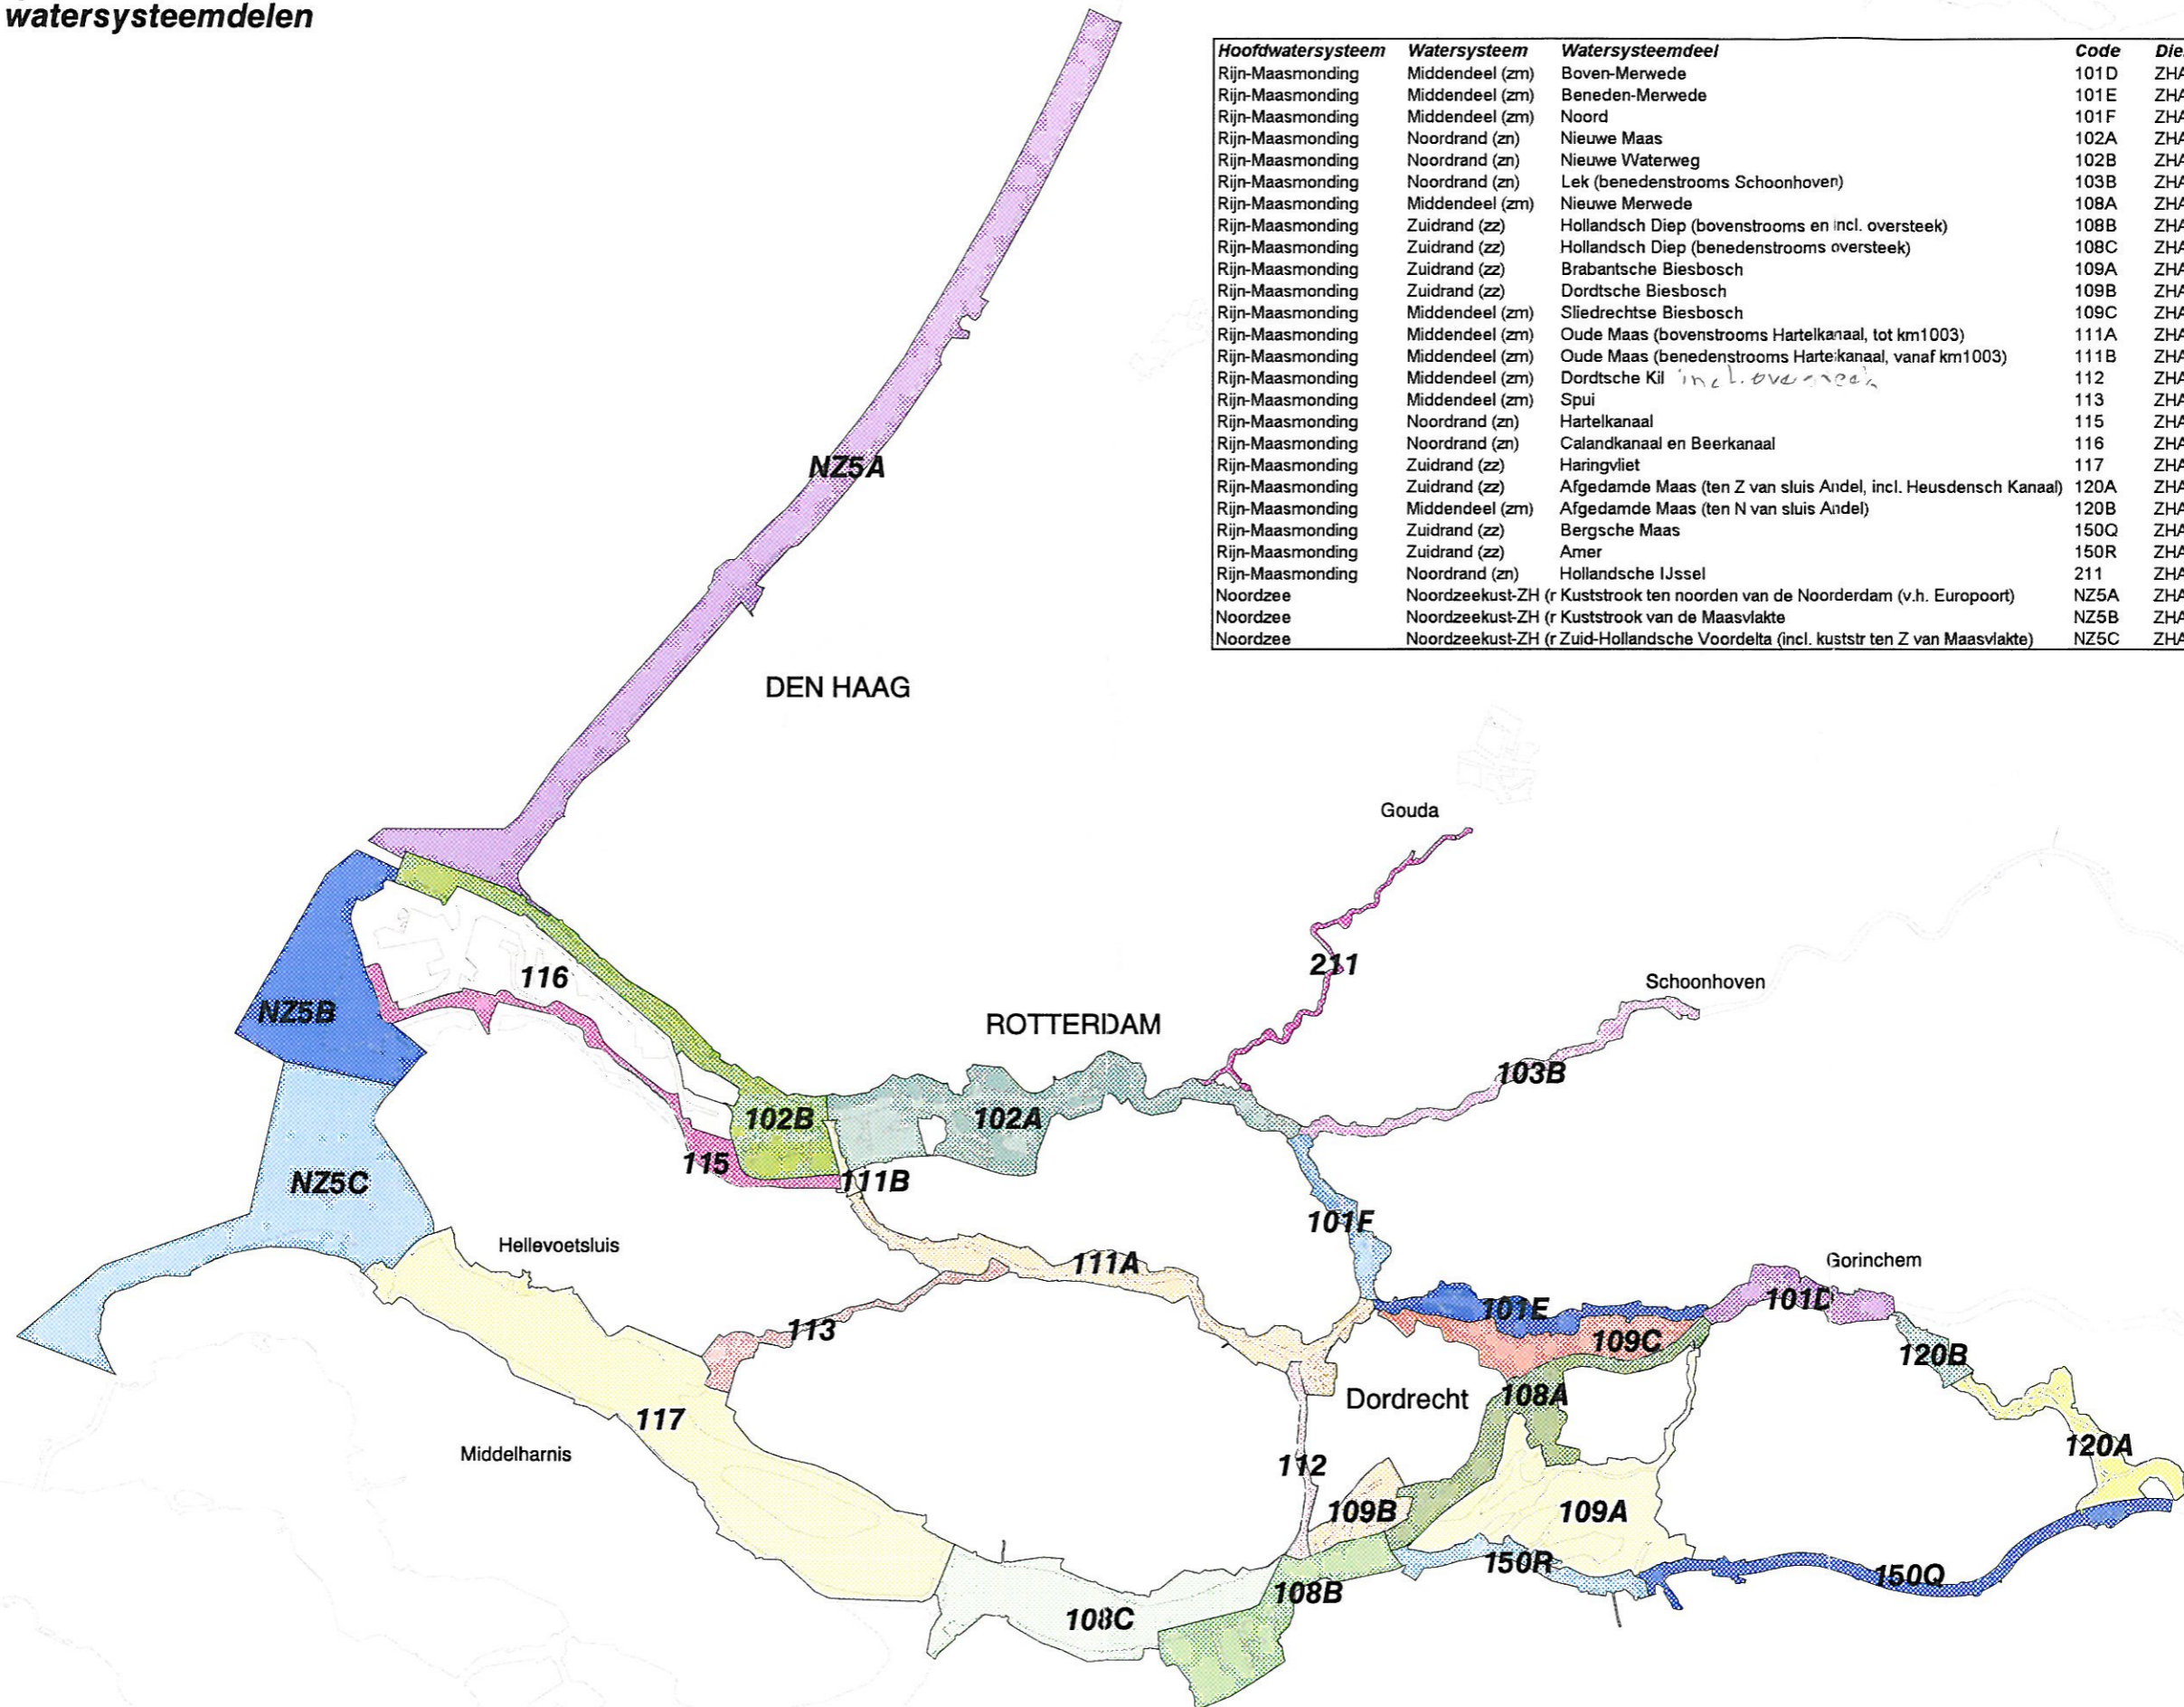 watersysteemdelen
Hoofdwatersysteem Watersysteem Watersysteemdeel Code
Rijn-Maasmonding Middendeel (zm) Boven-Merwede 101D ZHA
Rijn-Maasmonding Middendeel (zm) Beneden-Merwede 101E ZHA
Rijn-Maasmonding Middendeel (zm) Noord 101F ZHA
Rijn-Maasmonding Noordrand (zn) Nieuwe Maas 102A ZHA
Rijn-Maasmonding Noordrand (zn) Nieuwe Waterweg 102B ZHA
Rijn-Maasmonding Noordrand (zn) Lek (benedenstrooms Schoonhoven) 103B ZHA
Rijn-Maasmonding Middendeel (zm) Nieuwe Merwede 108A ZHA
Rijn-Maasmonding Zuidrand (zz) Hollandsch Diep (bovenstrooms en incl. oversteek) 108B ZHA
Rijn-Maasmonding Zuidrand (zz) Hollandsch Diep (benedenstrooms oversteek) 108C ZHA
Rijn-Maasmonding Zuidrand (zz) Brabantsche Biesbosch 109A ZHA
Rijn-Maasmonding Zuidrand (zz) Dordtsche Biesbosch 109B ZHA
Rijn-Maasmonding Middendeel (zm) Sliedrechtse Biesbosch 109C ZHA
Rijn-Maasmonding Middendeel (zm) Oude Maas (bovenstrooms Hartelkanaal, tot km1003) 111A ZHA
Rijn-Maasmonding Middendeel (zm) Oude Maas (benedenstrooms Hartelkanaal, vanaf km1003) 111B ZHA
Rijn-Maasmonding Middendeel (zm) Dordtsche Kil incl. oversteek 112 ZHA
Rijn-Maasmonding Middendeel (zm) Spui 113 ZHA
Rijn-Maasmonding Noordrand (zn) Hartelkanaal 115 ZHA
Rijn-Maasmonding Noordrand (zn) Calandkanaal en Beerkanaal 116 ZHA
Rijn-Maasmonding Zuidrand (zz) Haringvliet 117 ZHA
Rijn-Maasmonding Zuidrand (zz) Afgedamde Maas (ten Z van sluis Andel, incl. Heusdensch Kanaal) 120A ZHA
Rijn-Maasmonding Middendeel (zm) Afgedamde Maas (ten N van sluis Andel) 120B ZHA
Rijn-Maasmonding Zuidrand (zz) Bergsche Maas 150Q ZHA
Rijn-Maasmonding Zuidrand (zz) Amer 150R ZHA
Rijn-Maasmonding Noordrand (zn) Hollandsche IJssel 211 ZHA
Noordzee Noordzeekust-ZH (r Kuststrook ten noorden van de Noorderdam (v.h. Europoort) NZ5A ZHA
Noordzee Noordzeekust-ZH (r Kuststrook van de Maasvlakte NZ5B ZHA
Noordzee Noordzeekust-ZH (r Zuid-Hollandsche Voordelta (incl. kuststr ten Z van Maasvlakte) NZ5C ZHA
NZ5A
DEN HAAG
Gouda
211
116
Schoonhoven
NZ5B
ROTTERDAM
103B
102B
102A
115
111B
NZ5C
101F
Hellevoetsluis
111A
Gorinchem
101D
101E
113
109C
120B
108A
Dordrecht
117
120A
Middelharnis
112
109B
109A
150R
150Q
108B
108C